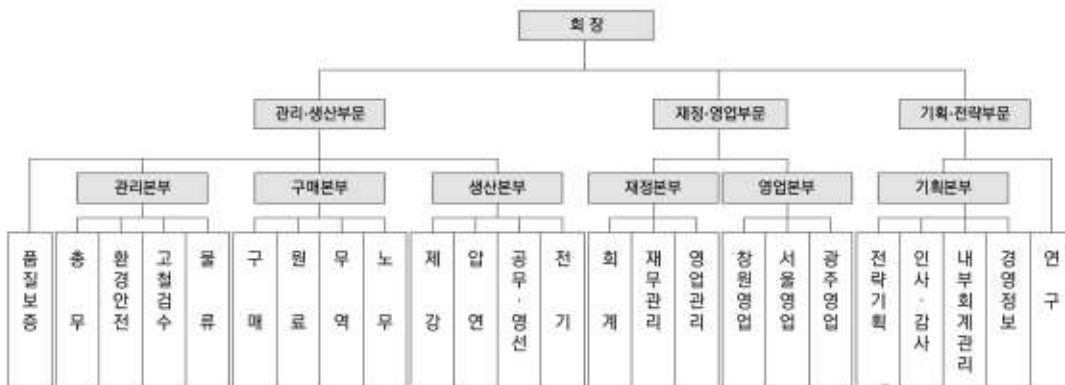 회 장
관리·생산부문
재정·영업부문
기획·전략부문
관리본부
구매본부
생산본부
재정본부
영업본부
기획본부
품질보증
총 무
환경안전
고철검수
물 류
구 매
원 료
무 역
노 무
제 강
압 연
공무·영선
전 기
회 계
재무관리
영업관리
창원영업
서울영업
광주영업
전략기획
인사·감사
내부회계관리
경영정보
연 구